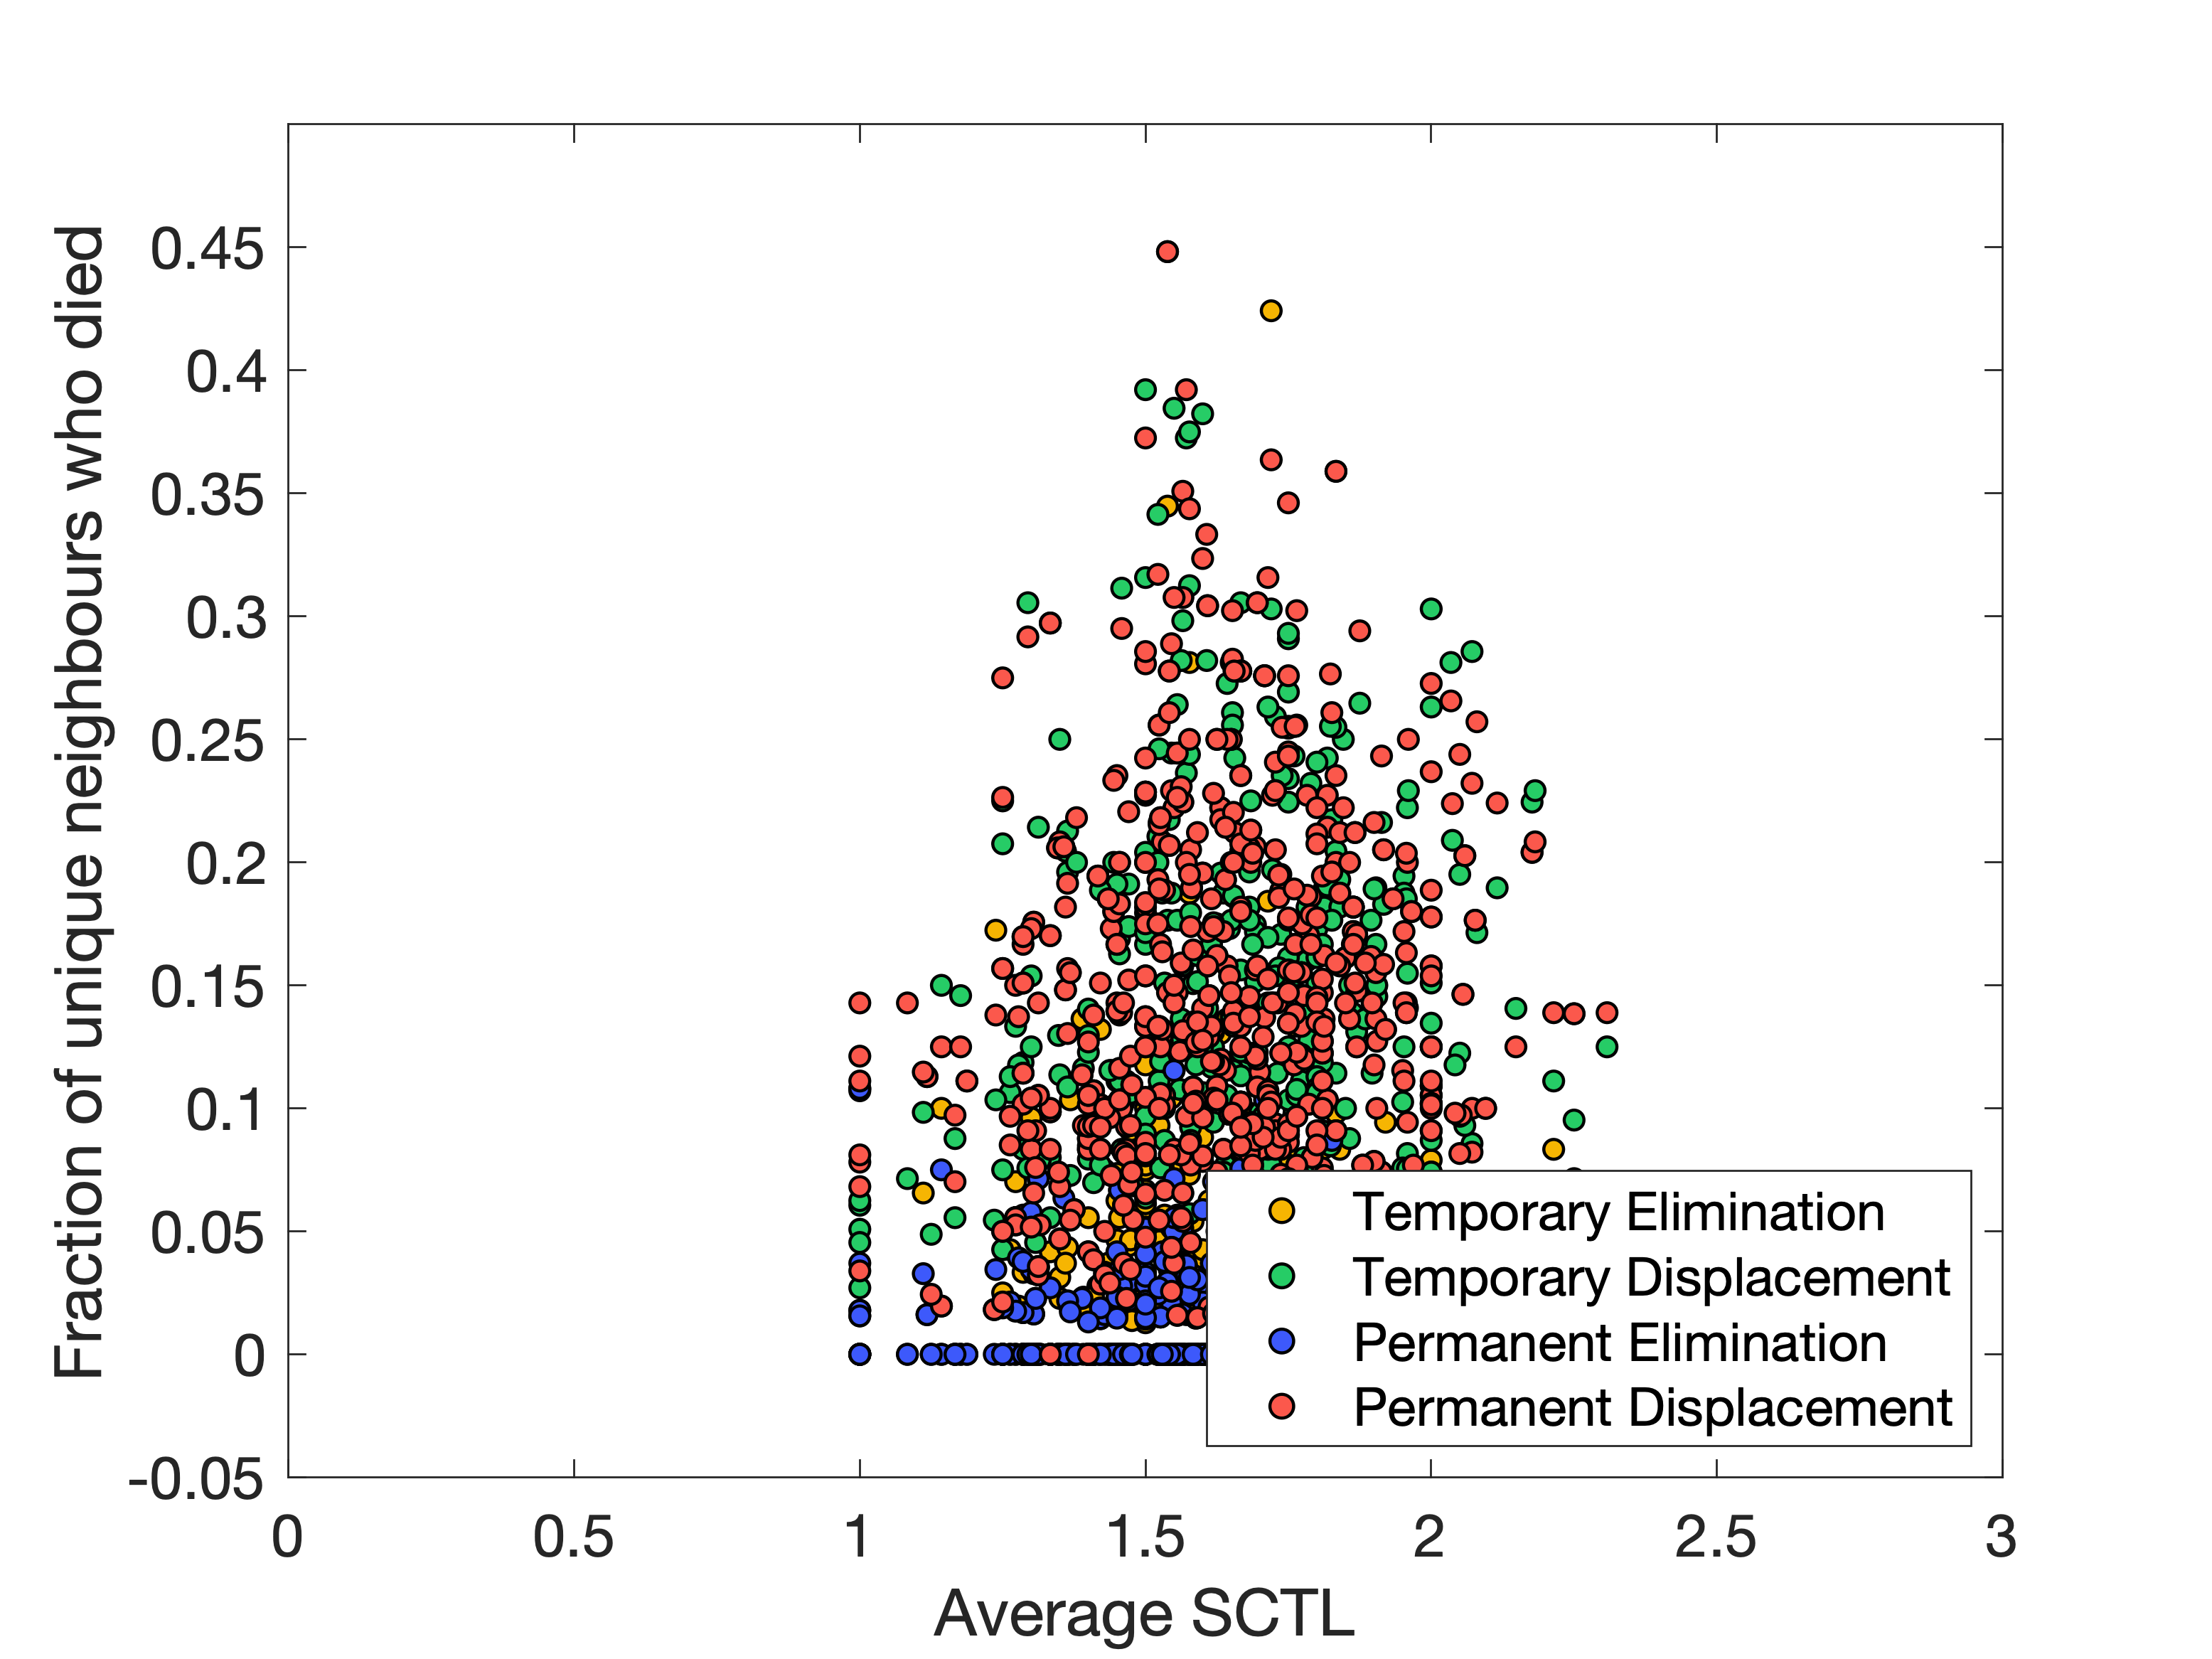 Fraction of unique neighbours who died
0.45
0.4
0.35
0.3
0.25
0.2
0.15
0.1
0.05
0
-0.05
Temporary Elimination
Temporary Displacement
Permanent Elimination
Permanent Displacement
0 0.5 1 1.5 2 2.5 3
Average SCTL